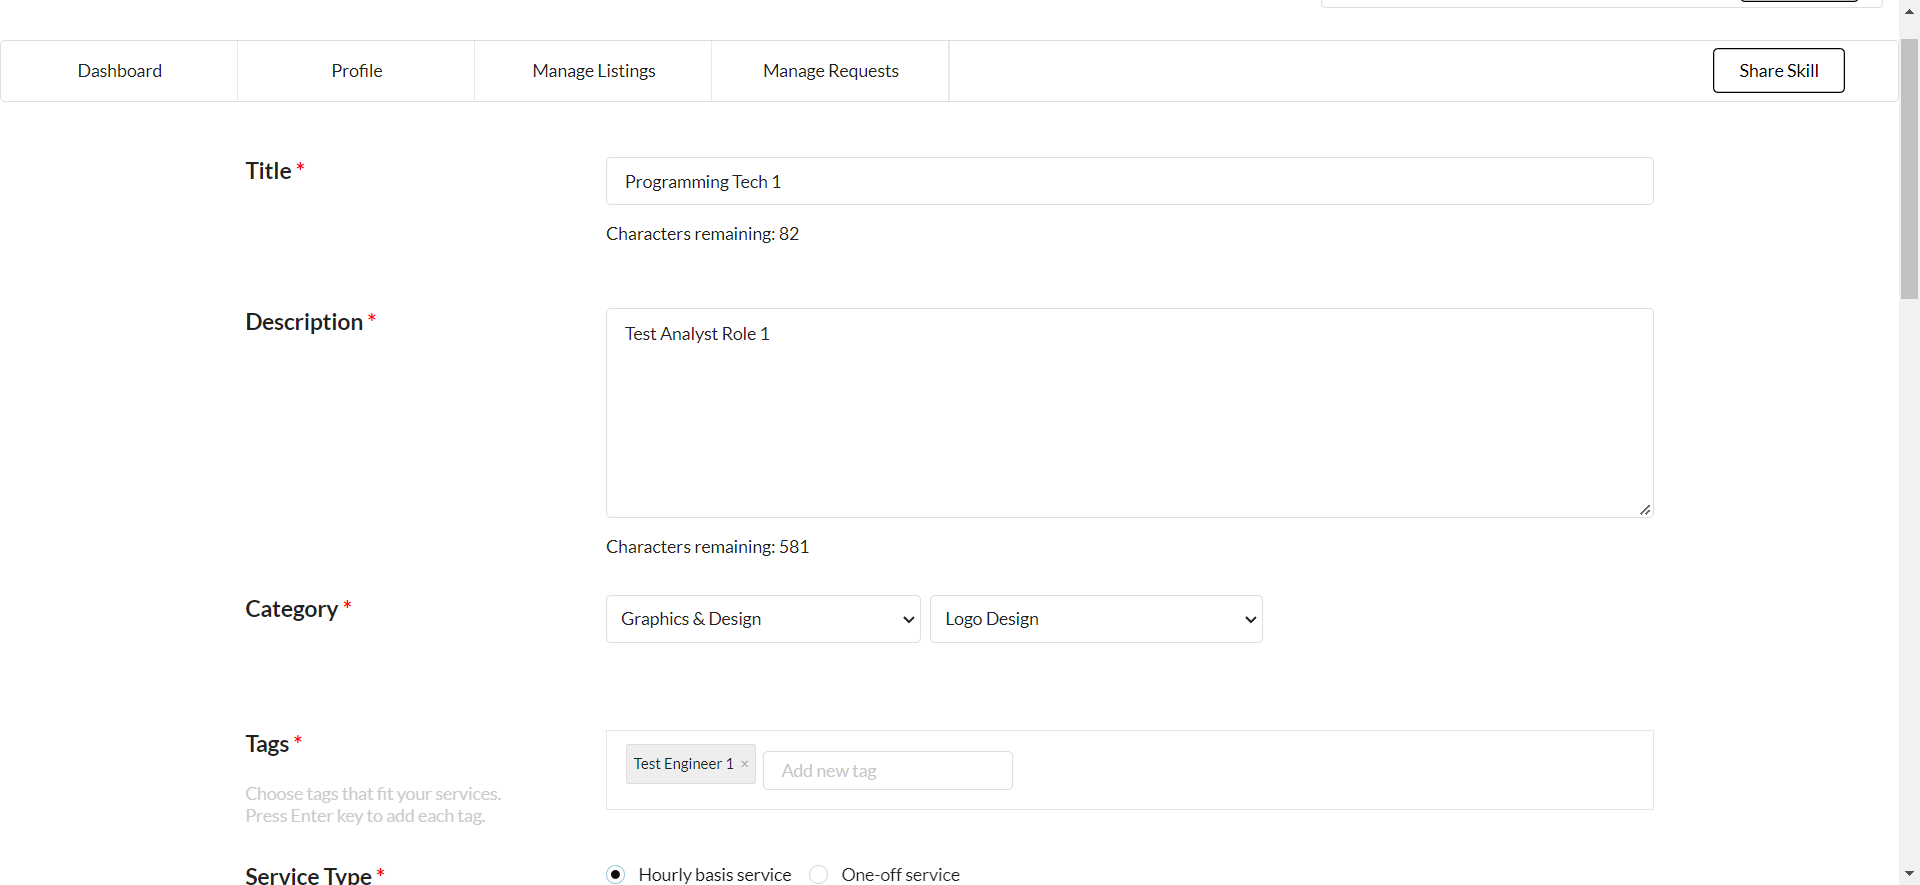 Dashboard Profile Manage Listings Manage Requests Share Skill
Title *
Programming Tech 1
Characters remaining: 82
Description *
Test Analyst Role 1
Characters remaining: 581
Category *
Graphics & Design Logo Design
Tags *
Test Engineer 1 × Add new tag
Choose tags that fit your services.
Press Enter key to add each tag.
Service Type * Hourly basis service One-off service